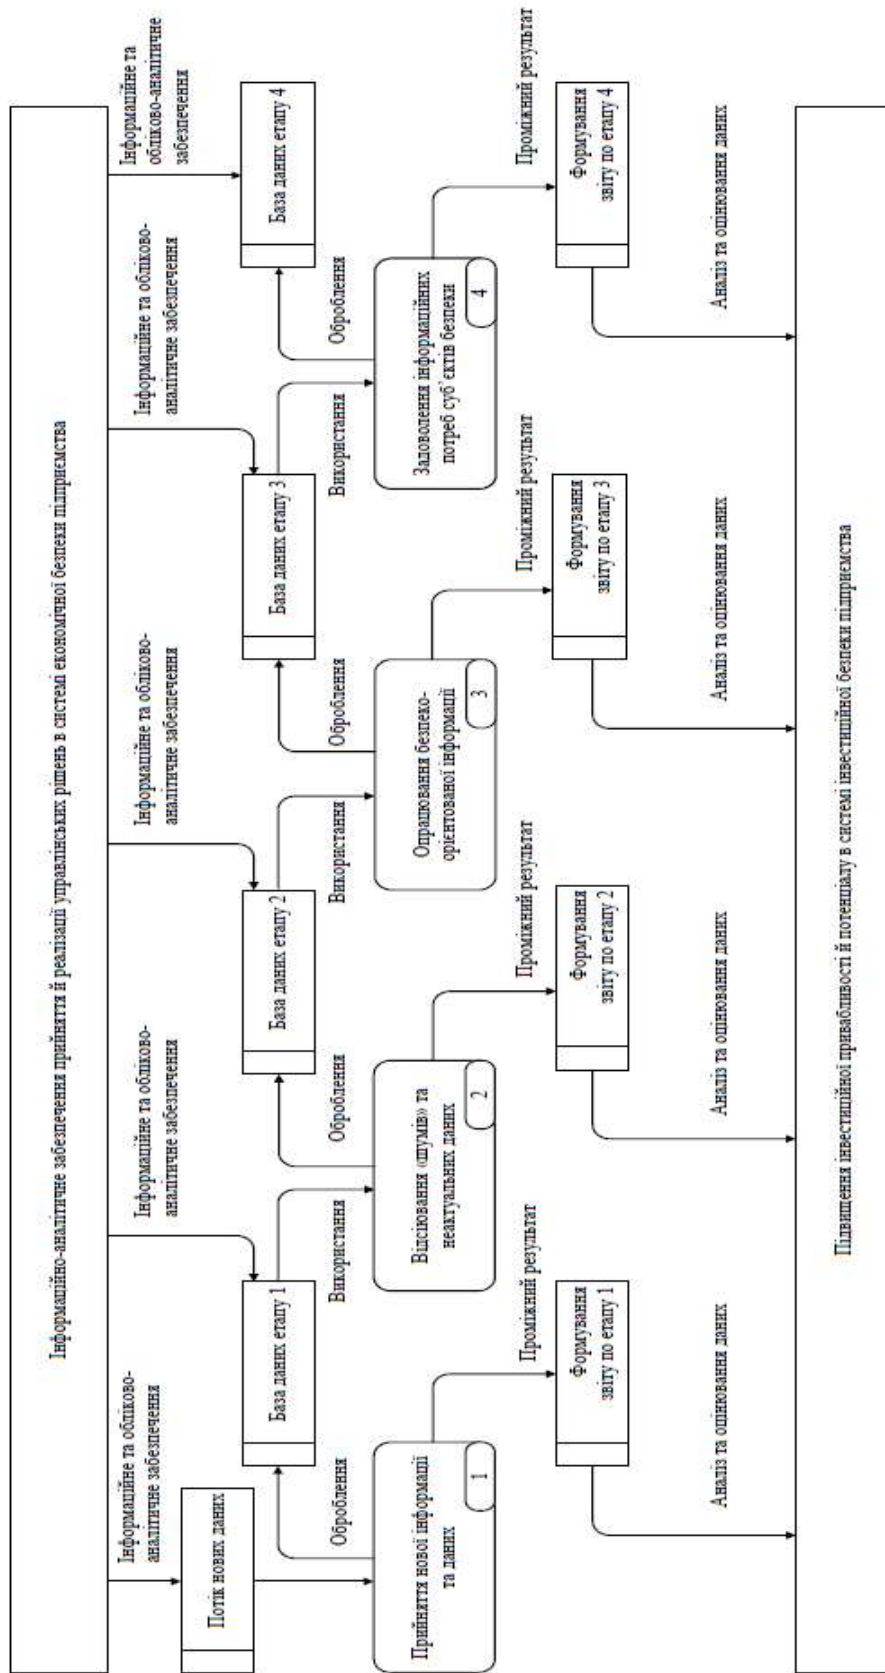 Інформаційно-аналітичне забезпечення прийняття й реалізації управлінських рішень в системі економічної безпеки підприємства
Інформаційне та обліково-
аналітичне забезпечення
Інформаційне та обліково-
аналітичне забезпечення
Інформаційне та обліково-
аналітичне забезпечення
Інформаційне та обліково-
аналітичне забезпечення
Інформаційне та
обліково-аналітичне
забезпечення
Потік нових даних
База даних етапу 1
База даних етапу 2
База даних етапу 3
База даних етапу 4
Оброблення
Використання
Оброблення
Використання
Оброблення
Використання
Оброблення
Прийняття нової інформації
та даних
1
Відсіювання «шумів» та
неактуальних даних
2
Опрацювання безпеко-
орієнтованої інформації
3
Задоволення інформаційних
потреб суб’єктів безпеки
4
Проміжний результат
Проміжний результат
Проміжний результат
Проміжний результат
Формування
звіту по етапу 1
Формування
звіту по етапу 2
Формування
звіту по етапу 3
Формування
звіту по етапу 4
Аналіз та оцінювання даних
Аналіз та оцінювання даних
Аналіз та оцінювання даних
Аналіз та оцінювання даних
Підвищення інвестиційної привабливості й потенціалу в системі інвестиційної безпеки підприємства